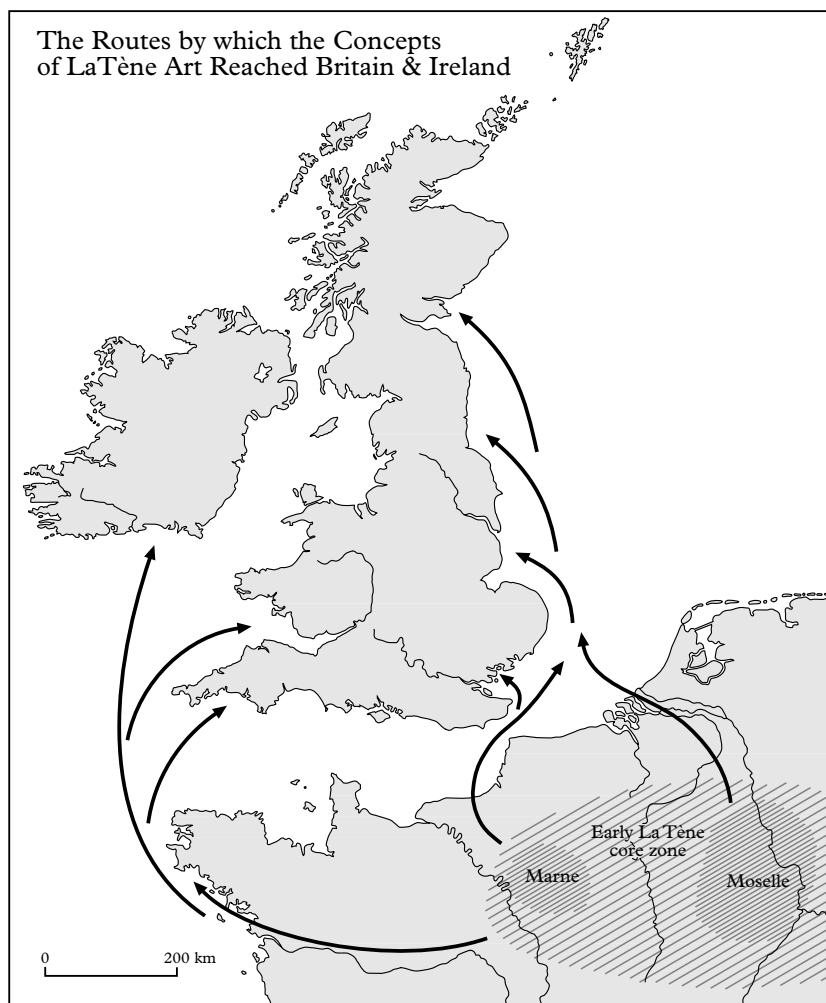 The Routes by which the Concepts
of LaTène Art Reached Britain & Ireland
Early La Tène
core zone
Marne
Moselle
0 200 km